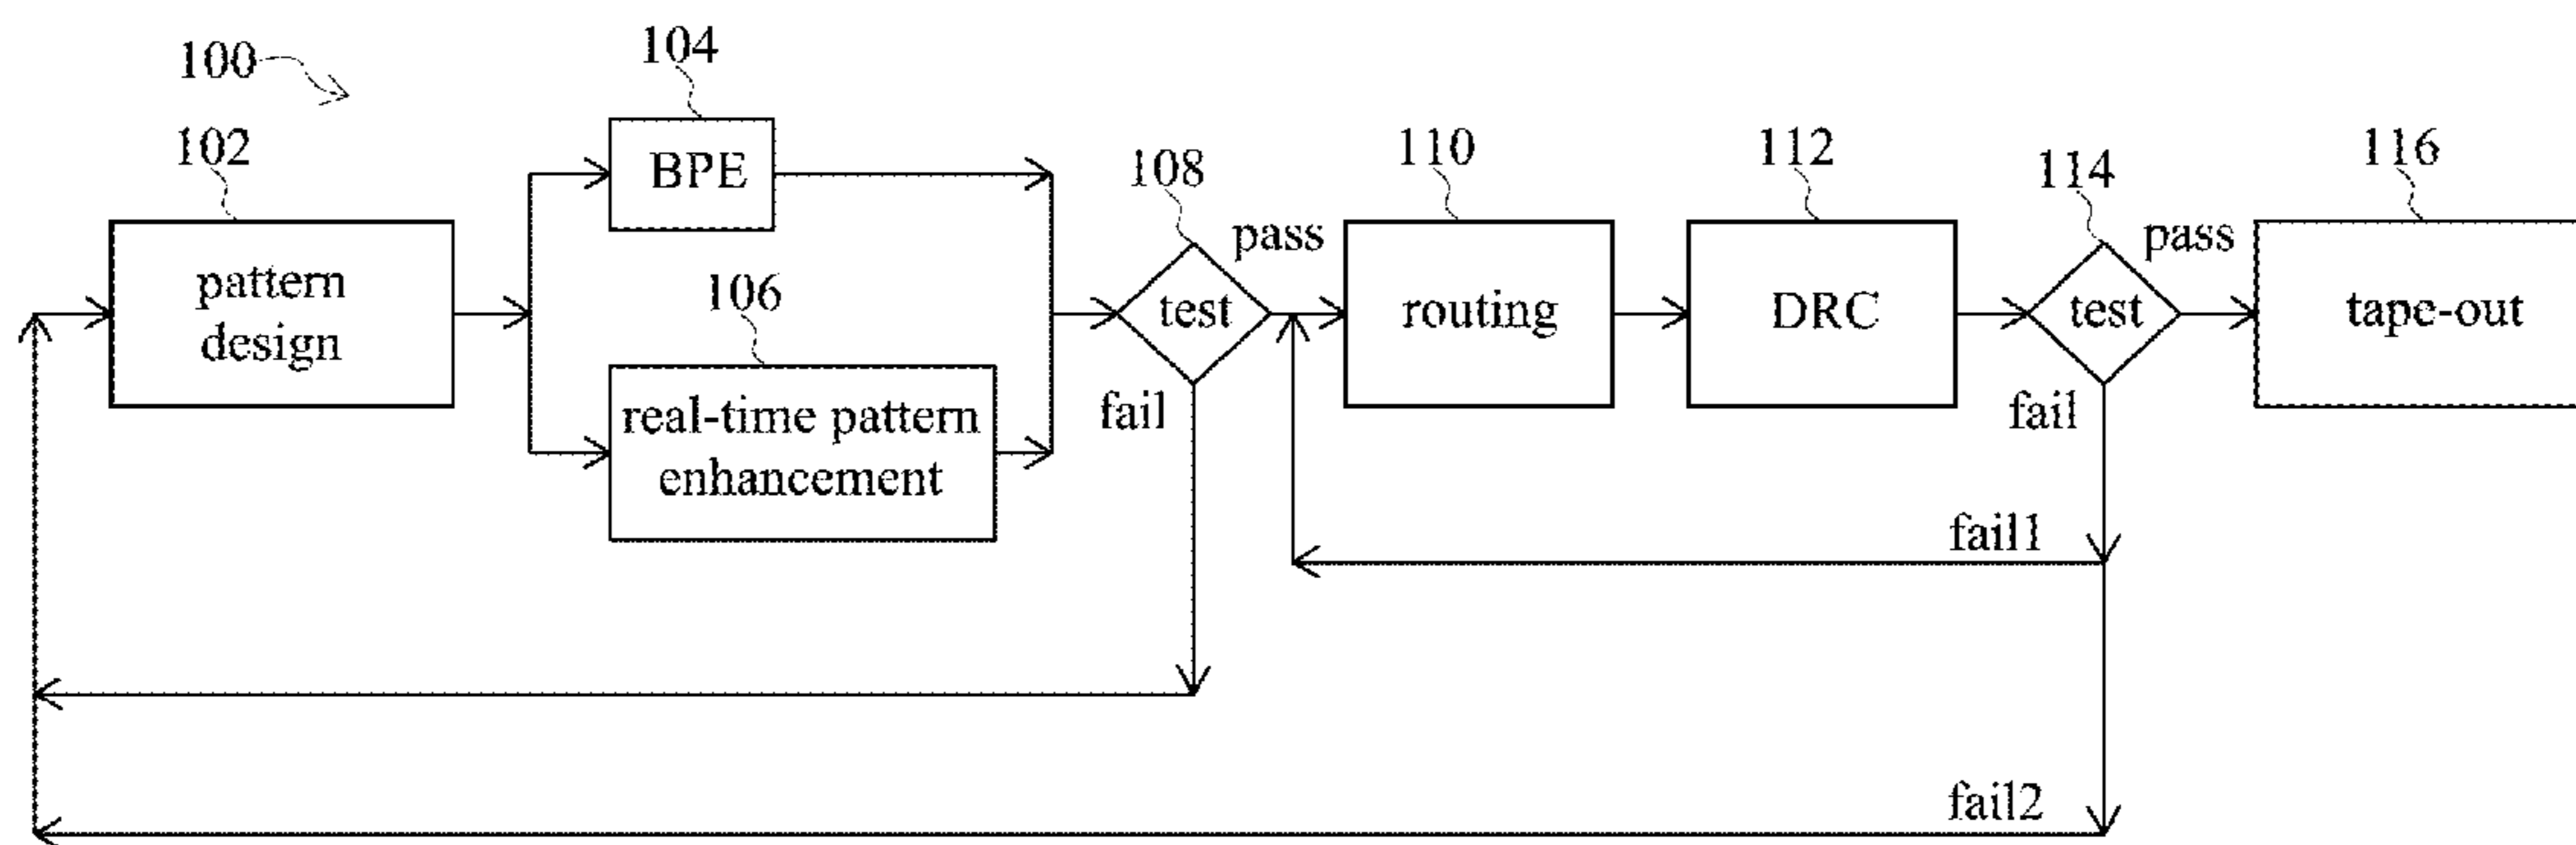 100
104
102
BPE
108
110
112
114
116
pass
pass
pattern
design
106
test
routing
DRC
test
tape-out
real-time pattern
enhancement
fail
fail
fail1
fail2